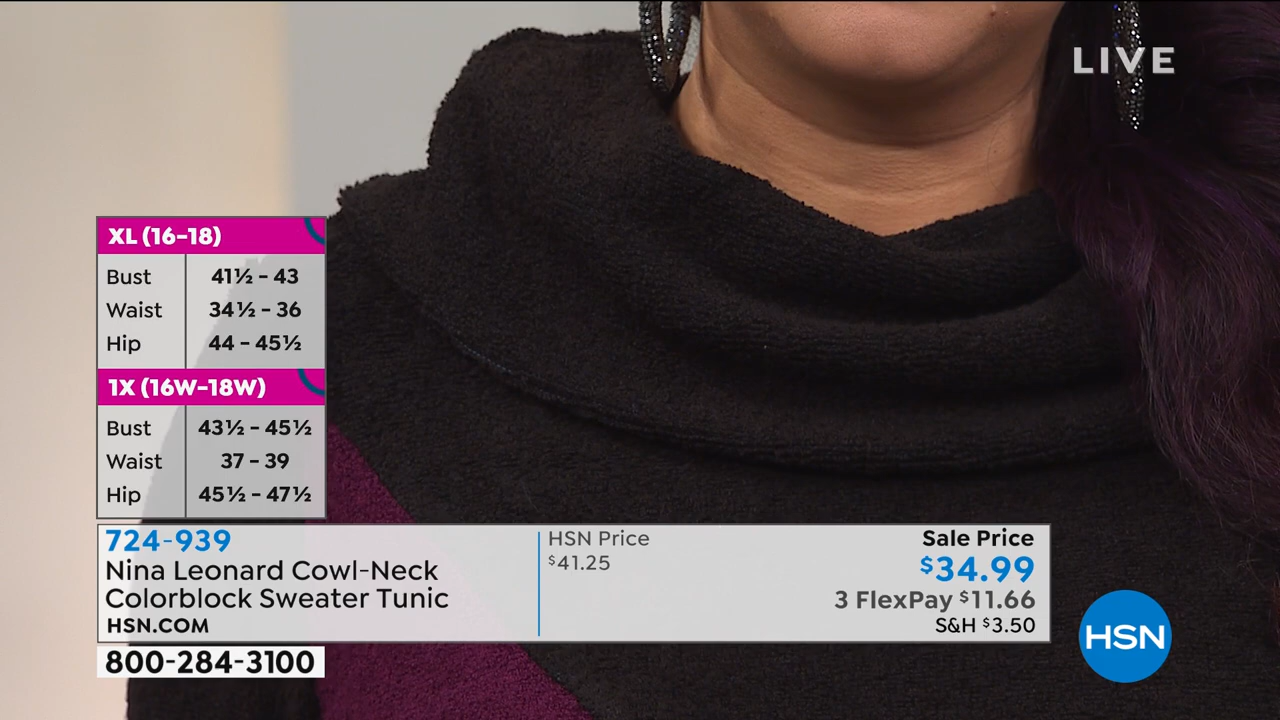 LIVE
XL (16–18)
Bust 41½ – 43
Waist 34½ – 36
Hip 44 – 45½
1X (16W–18W)
Bust 43½ – 45½
Waist 37 – 39
Hip 45½ – 47½
724-939
Nina Leonard Cowl-Neck
Colorblock Sweater Tunic
HSN.COM
HSN Price
$41.25
Sale Price
$34.99
3 FlexPay $11.66
S&H $3.50
HSN
800-284-3100